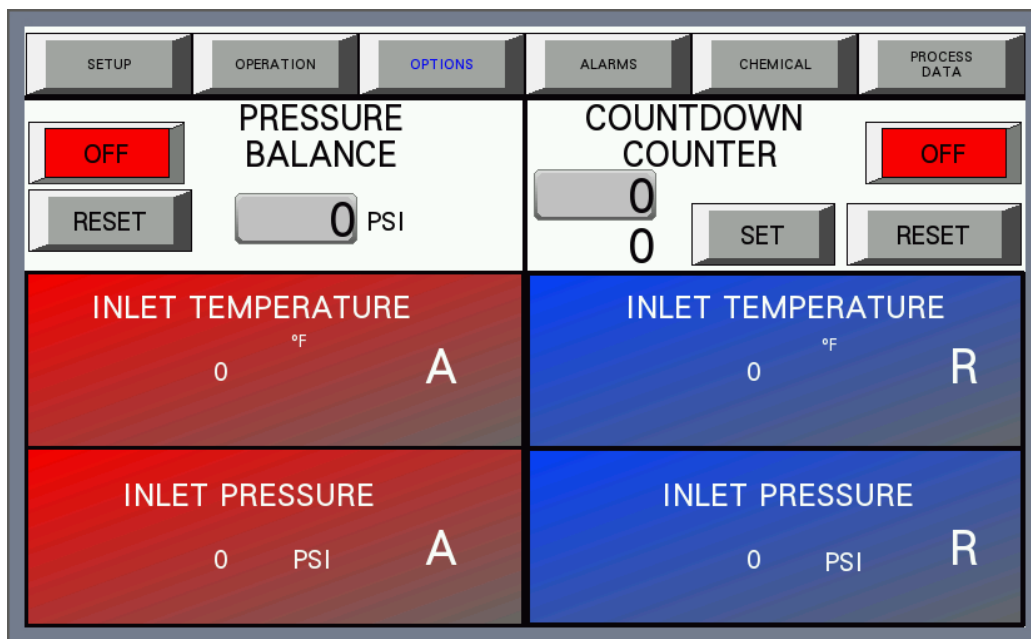 SETUP
OPERATION
OPTIONS
ALARMS
CHEMICAL
PROCESS
DATA
OFF
PRESSURE
BALANCE
RESET
0 PSI
COUNTDOWN
COUNTER
OFF
0
0
SET
RESET
INLET TEMPERATURE
°F
0
A
INLET TEMPERATURE
°F
0
R
INLET PRESSURE
0 PSI
A
INLET PRESSURE
0 PSI
R